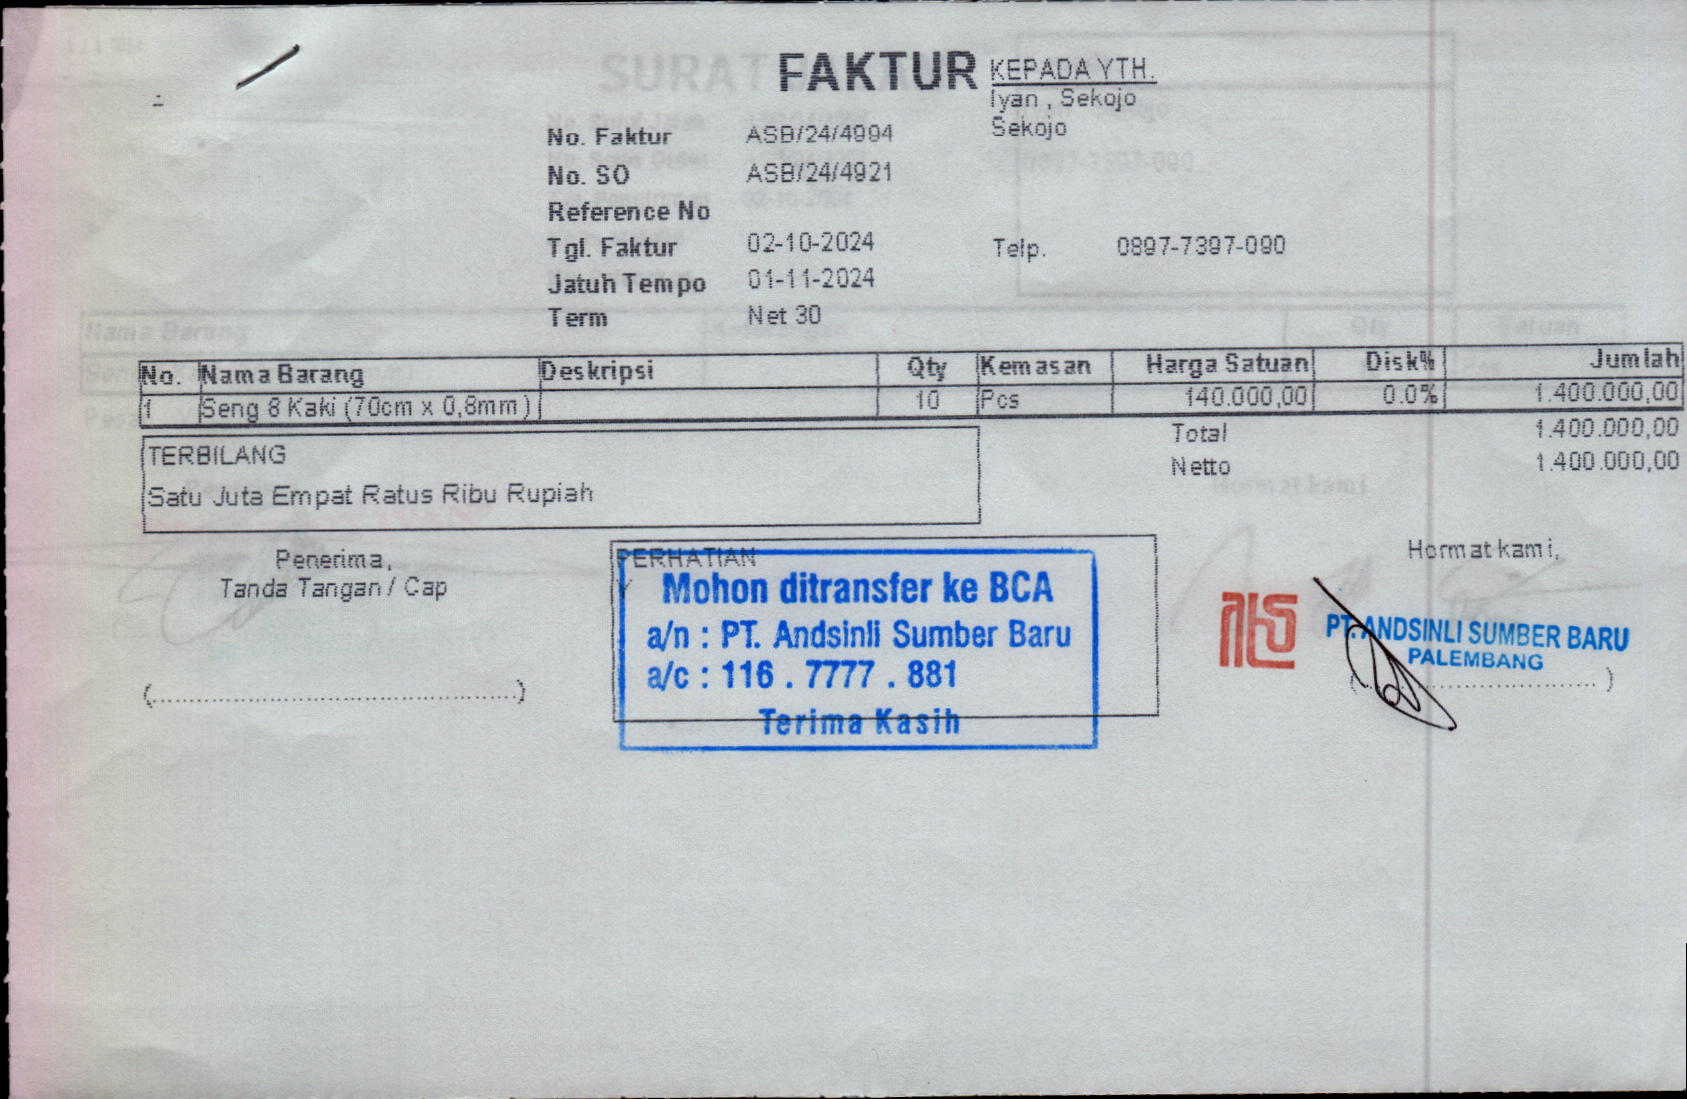 FAKTUR
KEPADA YTH.
Iyan , Sekojo
Sekojo
No. Faktur ASB/24/4994
No. SO ASB/24/4921
Reference No
Tgl. Faktur 02-10-2024
Telp. 0897-7397-090
Jatuh Tempo 01-11-2024
Term Net 30
No. Nama Barang Deskripsi Qty Kemasan Harga Satuan Disk% Jumlah
1 Seng 8 Kaki (70cm x 0,8mm) 10 Pcs 140.000,00 0.0% 1.400.000,00
Total 1.400.000,00
Netto 1.400.000,00
TERBILANG
Satu Juta Empat Ratus Ribu Rupiah
Penerima,
Tanda Tangan / Cap
(......................................)
PERHATIAN
Mohon ditransfer ke BCA
a/n : PT. Andsinli Sumber Baru
a/c : 116 . 7777 . 881
Terima Kasih
Hormat kami,
PT. ANDSINLI SUMBER BARU
PALEMBANG
(..............................)